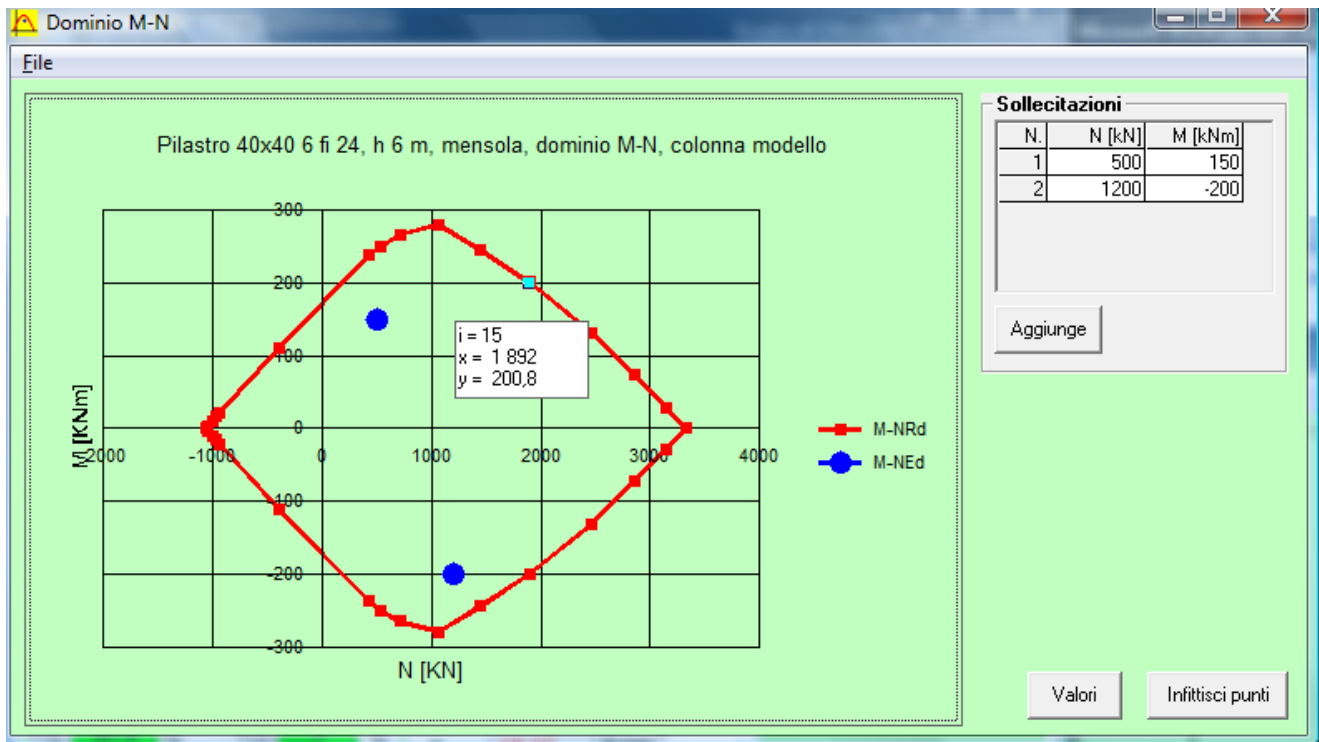 Dominio M-N
File
Pilastro 40x40 6 fi 24, h 6 m, mensola, dominio M-N, colonna modello
300
200
100
0
-100
-200
-300
M [KNm]
-2000 -1000 0 1000 2000 3000 4000
N [KN]
i = 15
x = 1 892
y = 200,8
M-NRd
M-NEd
Sollecitazioni
N. N [kN] M [kNm]
1 500 150
2 1200 -200
Aggiunge
Valori Infittisci punti